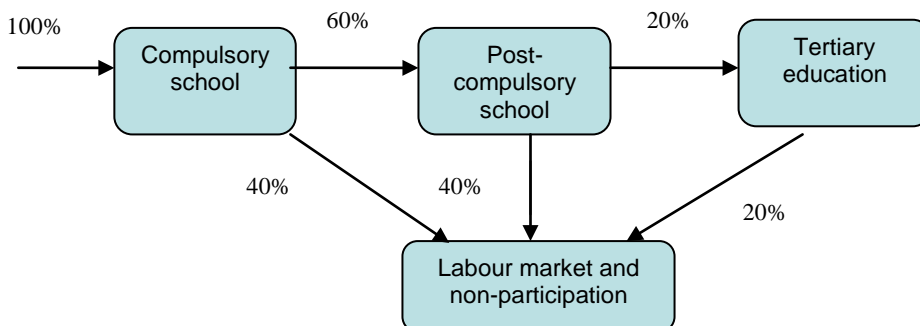 100%
60%
20%
Compulsory
school
Post-
compulsory
school
Tertiary
education
40%
40%
20%
Labour market and
non-participation